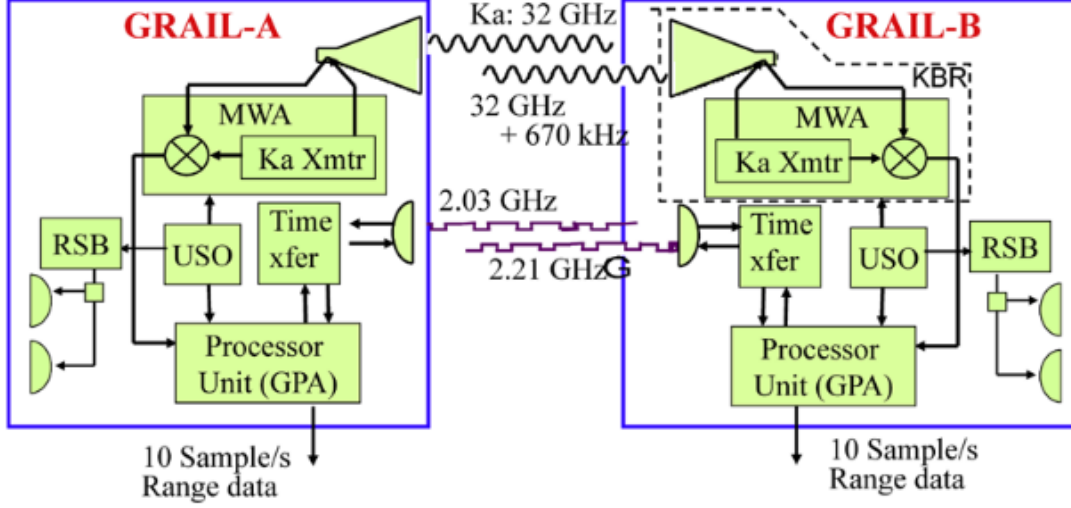 GRAIL-A
Ka: 32 GHz
GRAIL-B
KBR
32 GHz
+ 670 kHz
MWA
Ka Xmtr
MWA
Ka Xmtr
2.03 GHz
2.21 GHz
G
RSB
USO
Time
xfer
Time
xfer
USO
RSB
Processor
Unit (GPA)
Processor
Unit (GPA)
10 Sample/s
Range data
10 Sample/s
Range data